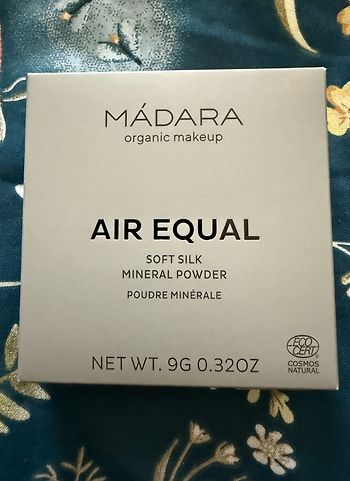 MÁDARA
organic makeup
AIR EQUAL
SOFT SILK
MINERAL POWDER
POUDRE MINÉRALE
NET WT. 9G 0.32OZ
ECO
CERT
COSMOS
NATURAL